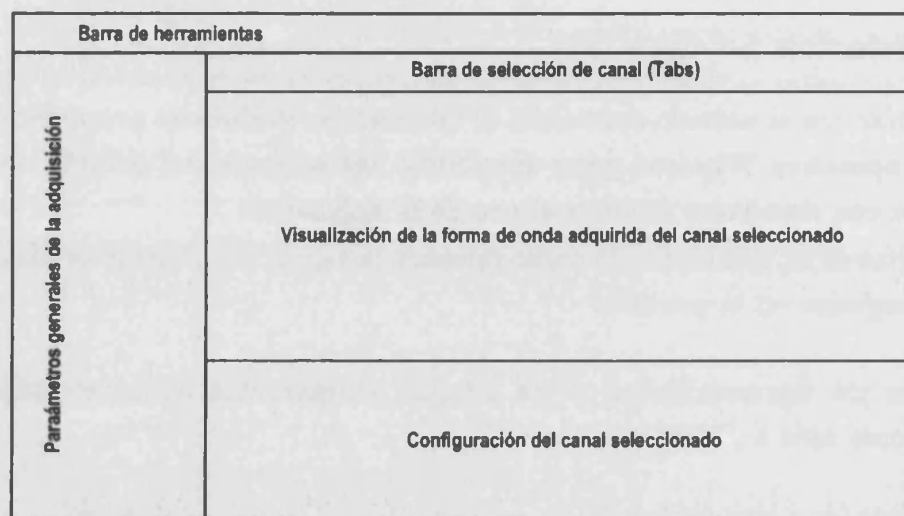 Barra de herramientas
Barra de selección de canal (Tabs)
Paraámetros generales de la adquisición
Visualización de la forma de onda adquirida del canal seleccionado
Configuración del canal seleccionado